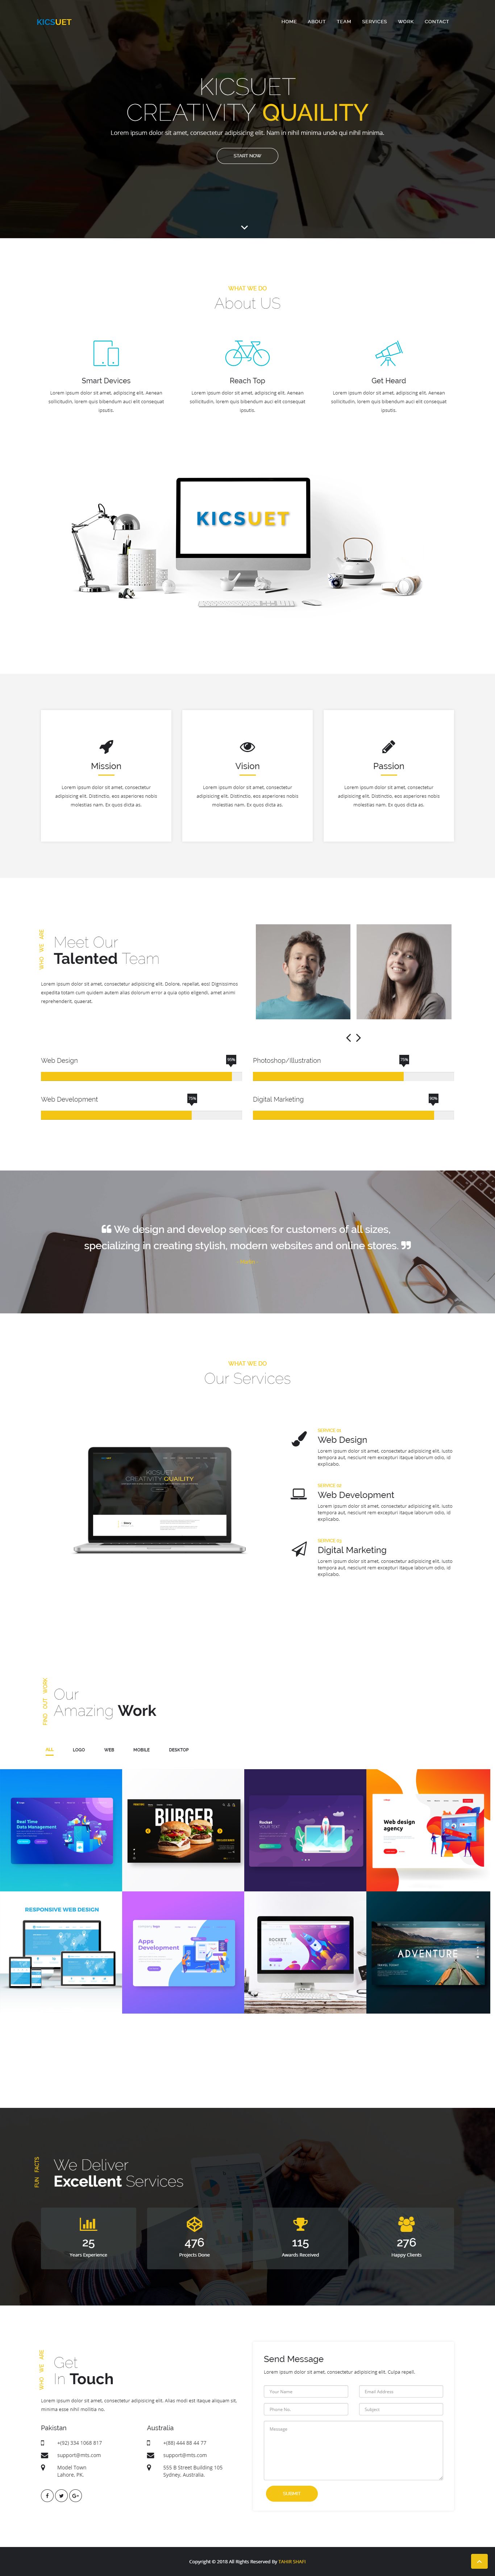 KICSUET
HOME ABOUT TEAM SERVICES WORK CONTACT
KICSUET
CREATIVITY QUAILITY
Lorem ipsum dolor sit amet, consectetur adipisicing elit. Nam in nihil minima unde qui nihil minima.
START NOW
WHAT WE DO
About US
Smart Devices
Lorem ipsum dolor sit amet, adipiscing elit. Aenean
sollicitudin, lorem quis bibendum auci elit consequat
ipsutis.
Reach Top
Lorem ipsum dolor sit amet, adipiscing elit. Aenean
sollicitudin, lorem quis bibendum auci elit consequat
ipsutis.
Get Heard
Lorem ipsum dolor sit amet, adipiscing elit. Aenean
sollicitudin, lorem quis bibendum auci elit consequat
ipsutis.
KICSUET
Mission
Lorem ipsum dolor sit amet, consectetur
adipisicing elit. Distinctio, eos asperiores nobis
molestias nam. Ex quos dicta as.
Vision
Lorem ipsum dolor sit amet, consectetur
adipisicing elit. Distinctio, eos asperiores nobis
molestias nam. Ex quos dicta as.
Passion
Lorem ipsum dolor sit amet, consectetur
adipisicing elit. Distinctio, eos asperiores nobis
molestias nam. Ex quos dicta as.
WHO WE ARE
Meet Our
Talented Team
Lorem ipsum dolor sit amet, consectetur adipisicing elit. Dolore, repellat, eos! Dignissimos
expedita totam cum quidem autem alias dolorum error a quia optio eligendi, amet animi
reprehenderit, quaerat.
Web Design
95%
Photoshop/Illustration
75%
Web Development
75%
Digital Marketing
90%
We design and develop services for customers of all sizes,
specializing in creating stylish, modern websites and online stores.
WHAT WE DO
Our Services
KICSUET
CREATIVITY QUAILITY
SERVICE 01
Web Design
Lorem ipsum dolor sit amet, consectetur adipisicing elit. Iusto
tempora aut, nesciunt rem excepturi itaque laborum odio, id
explicabo.
SERVICE 02
Web Development
Lorem ipsum dolor sit amet, consectetur adipisicing elit. Iusto
tempora aut, nesciunt rem excepturi itaque laborum odio, id
explicabo.
SERVICE 03
Digital Marketing
Lorem ipsum dolor sit amet, consectetur adipisicing elit. Iusto
tempora aut, nesciunt rem excepturi itaque laborum odio, id
explicabo.
FIND OUT WORK
Our
Amazing Work
ALL LOGO WEB MOBILE DESKTOP
Real Time
Data Management
BURGER
Rocket
YOUR TEXT
Web design
agency
RESPONSIVE WEB DESIGN
Apps
Development
ROCKET
ADVENTURE
FUN FACTS
We Deliver
Excellent Services
25
Years Experience
476
Projects Done
115
Awards Received
276
Happy Clients
WHO WE ARE
Get
In Touch
Lorem ipsum dolor sit amet, consectetur adipisicing elit. Alias modi est itaque aliquam sit,
minima esse nihil mollitia no.
Pakistan
+(92) 334 1068 817
support@mts.com
Model Town
Lahore, PK.
Australia
+(88) 444 88 44 77
support@mts.com
555 B Street Building 105
Sydney, Australia.
Send Message
Lorem ipsum dolor sit amet, consectetur adipisicing elit. Culpa repell.
Your Name
Email Address
Phone No.
Subject
Message
SUBMIT
Copyright © 2018 All Rights Reserved By TAHIR SHAFI